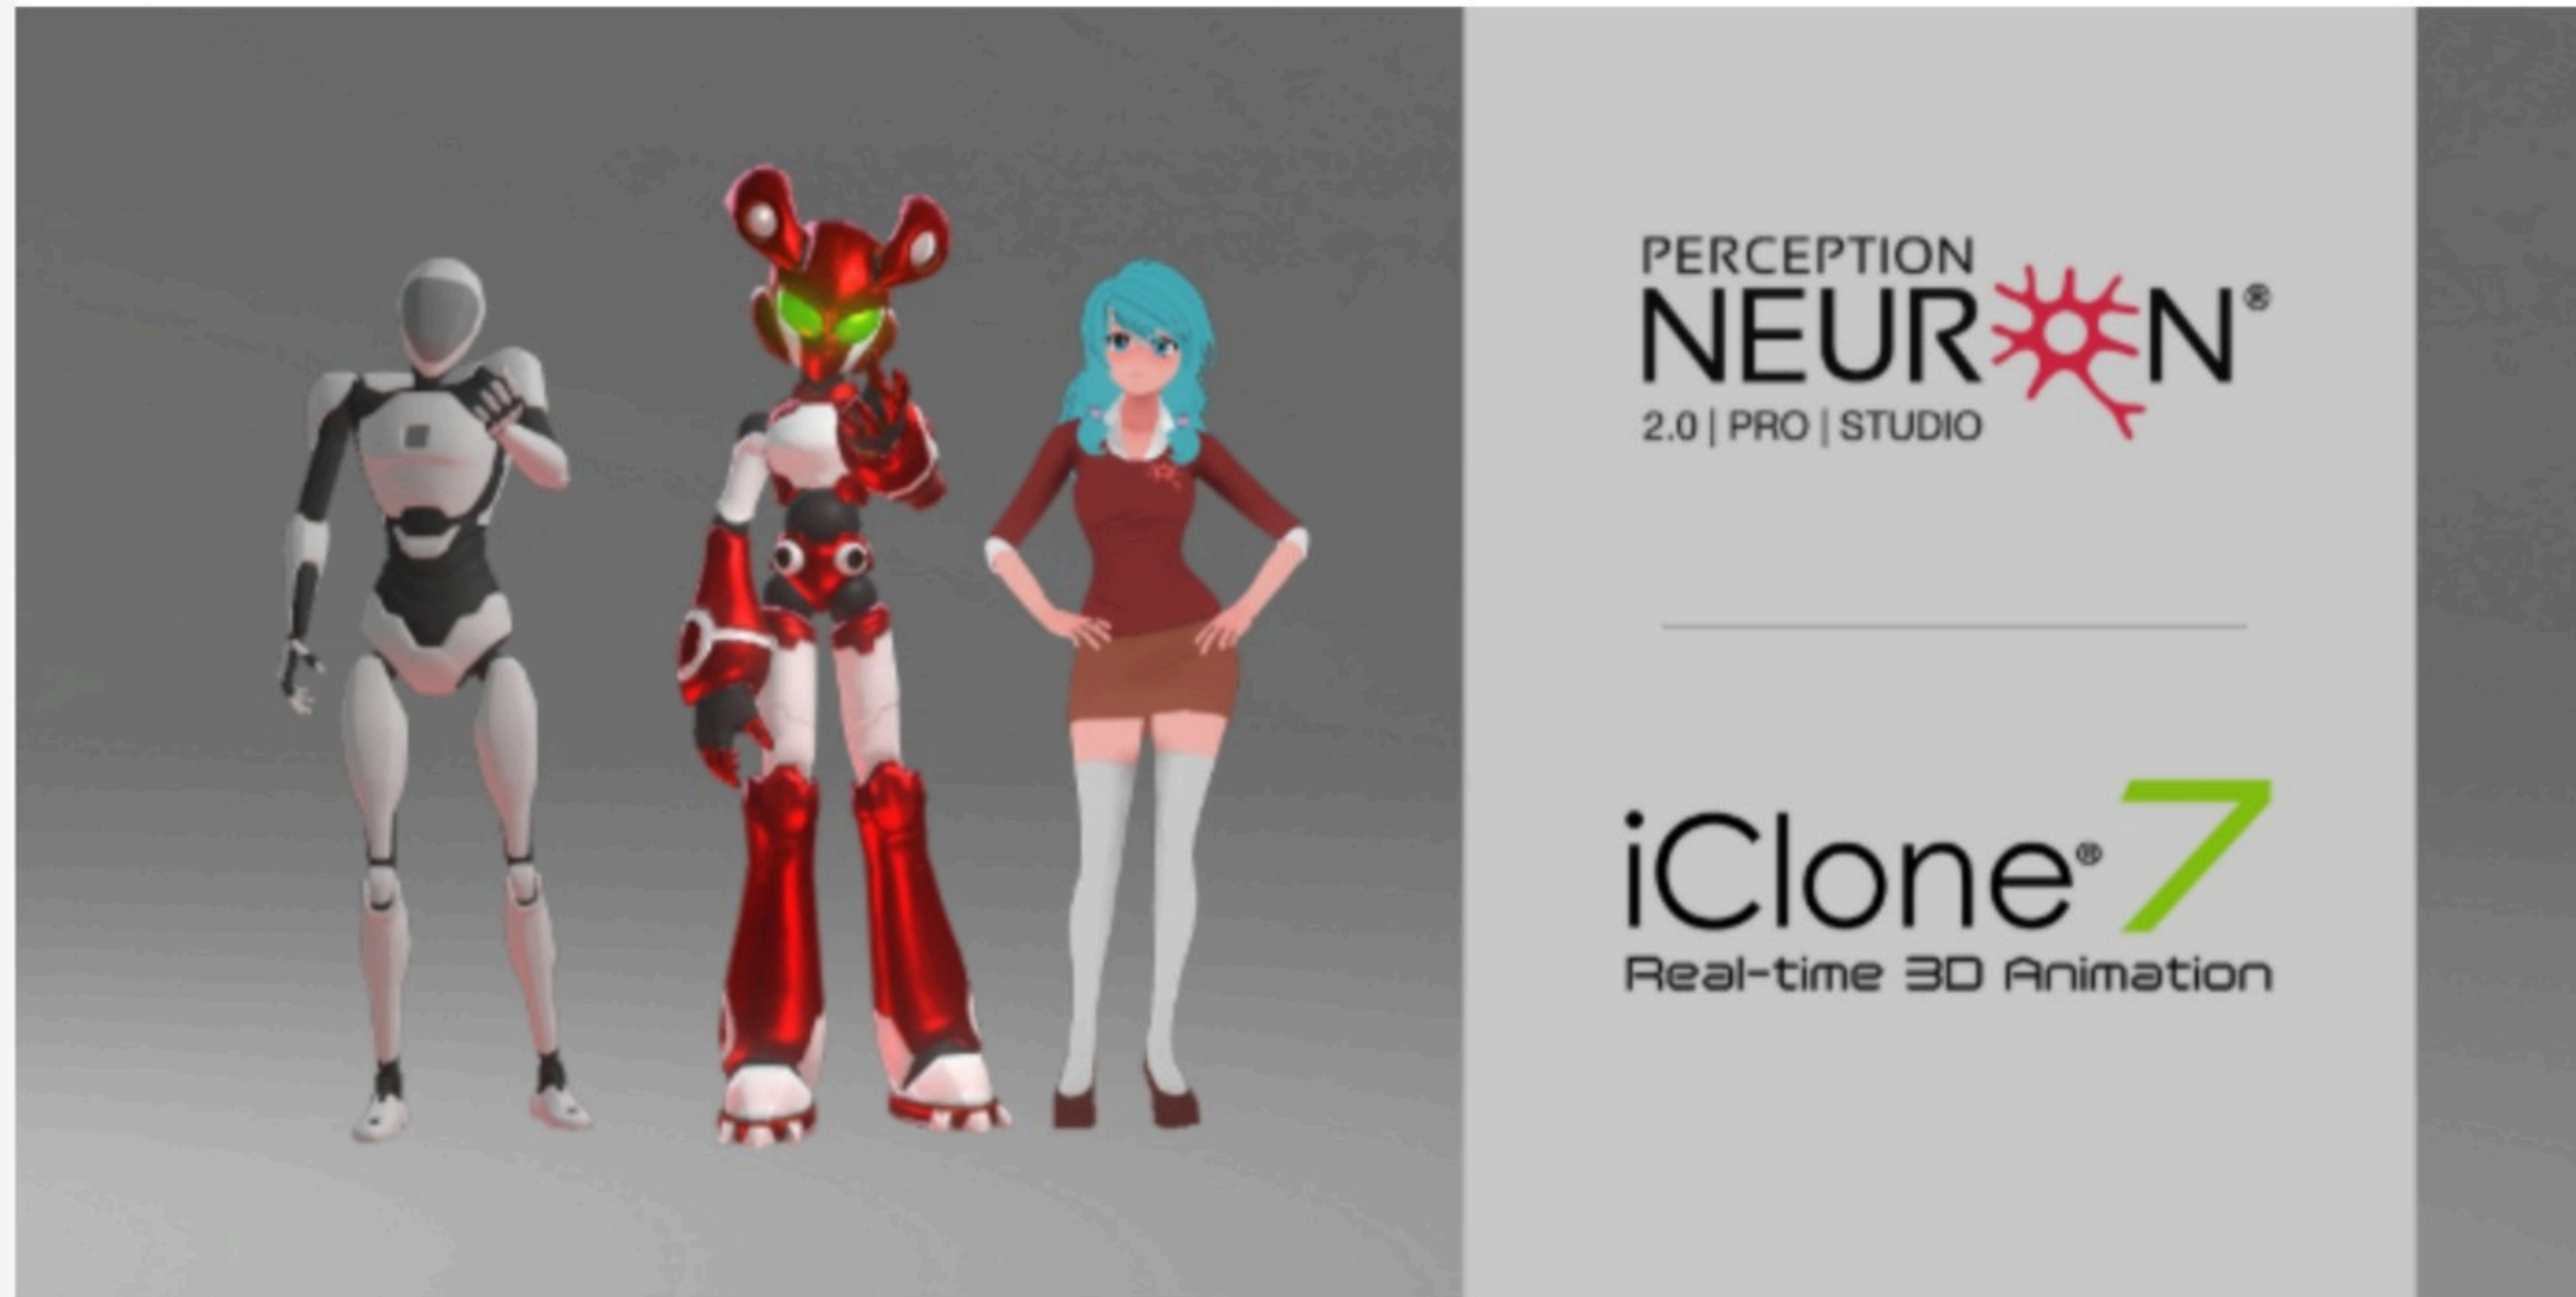 PERCEPTION
NEURON®
2.0 | PRO | STUDIO
iClone® 7
Real-time 3D Animation